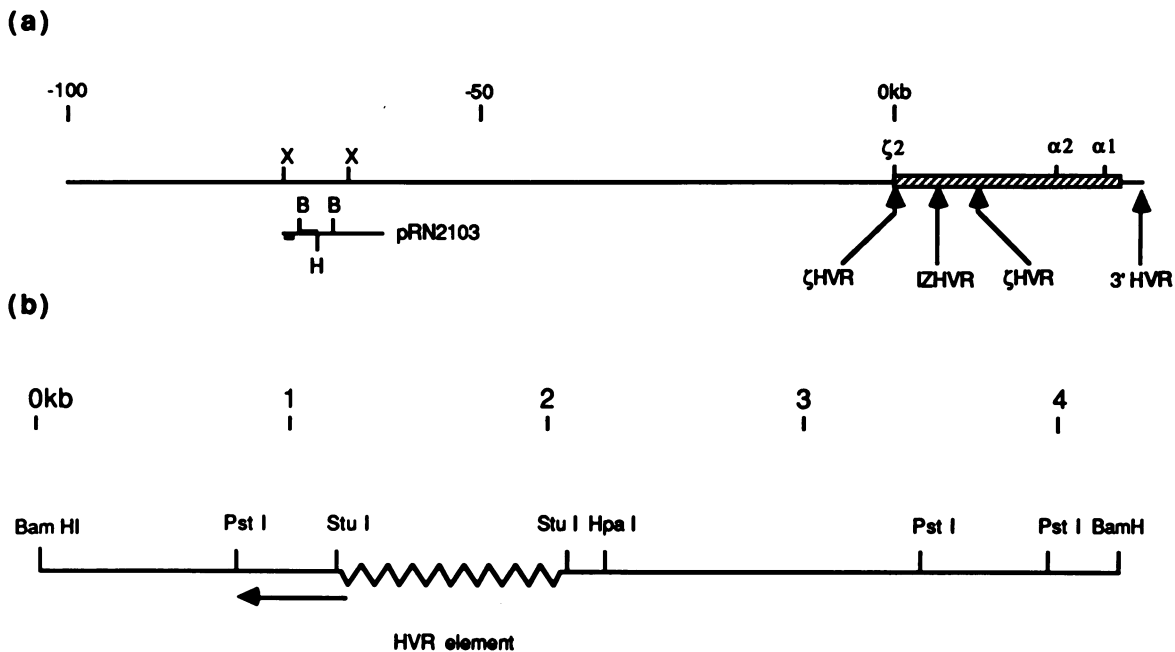 (a)
-100 -50 0kb
ζ2 α2 α1
X X
B B
pRN2103
H
ζHVR IZHVR ζHVR 3' HVR
(b)
0kb 1 2 3 4
Bam HI Pst I Stu I Stu I Hpa I Pst I Pst I BamH
HVR element